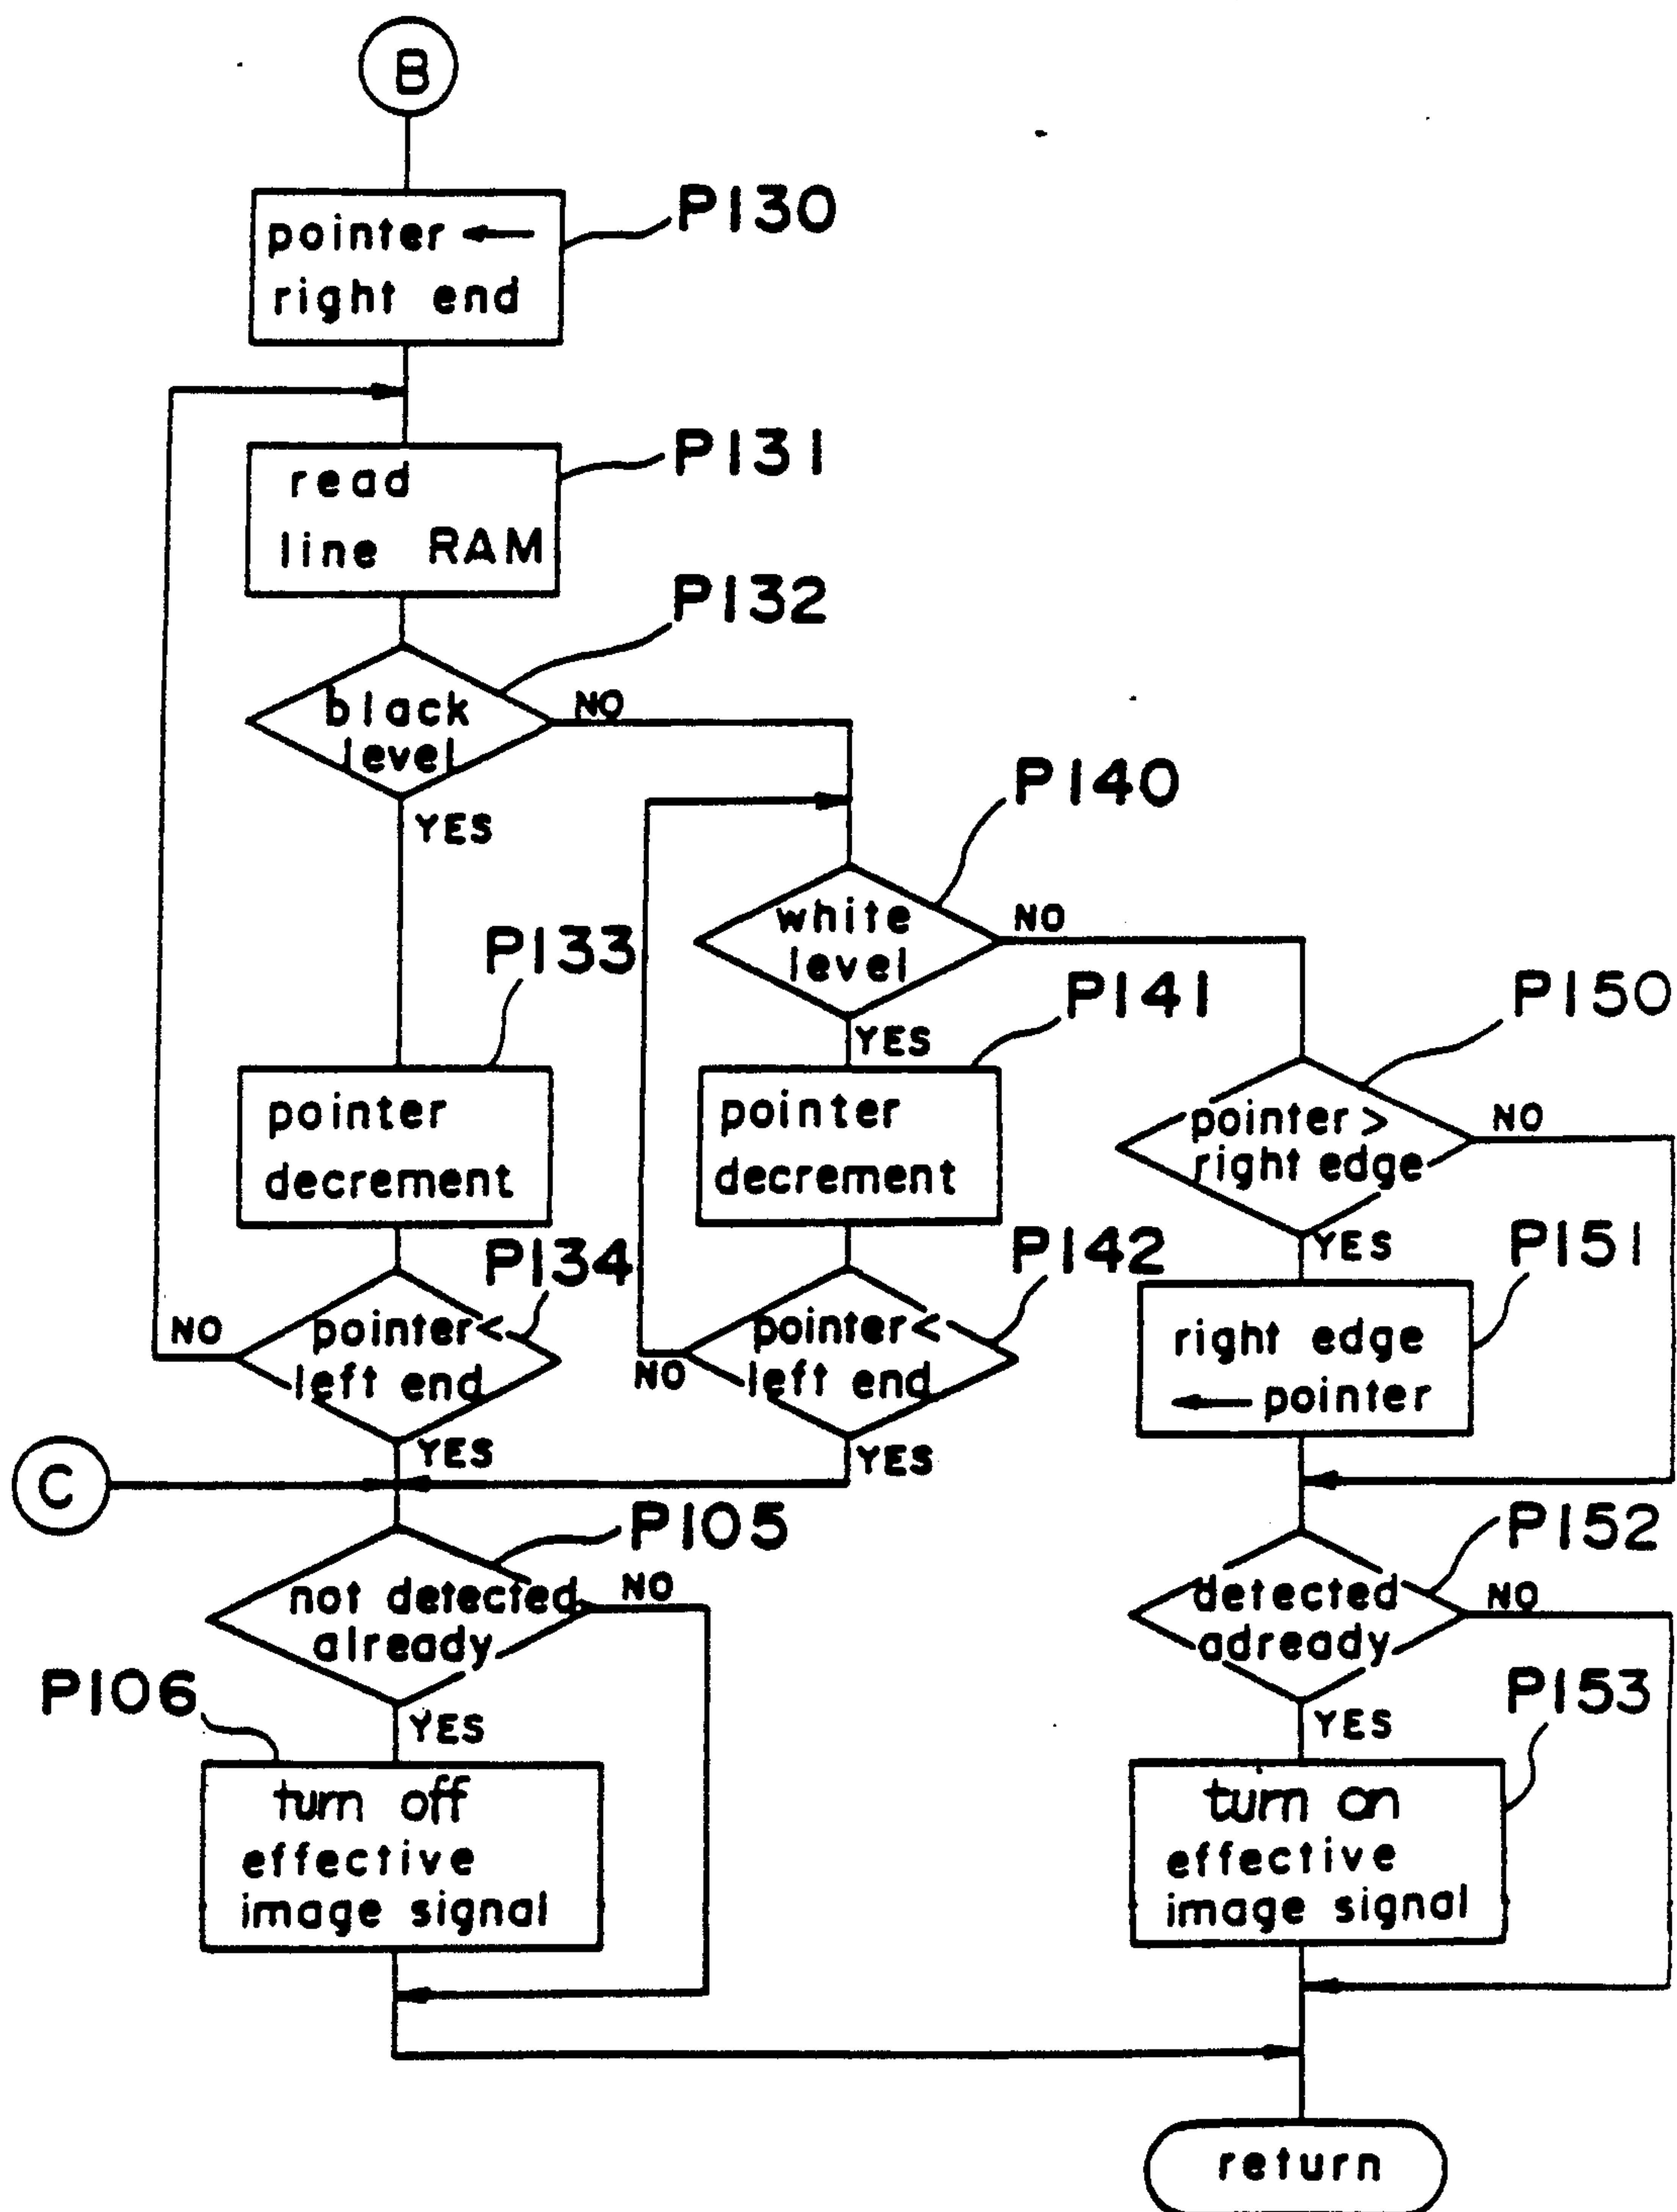 B
pointer ←
right end
P130
read
line RAM
P131
P132
black
level
NO
YES
P140
white
level
NO
YES
P133
pointer
decrement
P141
pointer
decrement
P150
pointer >
right edge
NO
YES
P134
pointer <
left end
NO
YES
P142
pointer <
left end
NO
YES
P151
right edge
← pointer
C
P105
not detected
already
NO
YES
P152
detected
adready
NO
YES
P106
turn off
effective
image signal
P153
turn on
effective
image signal
return